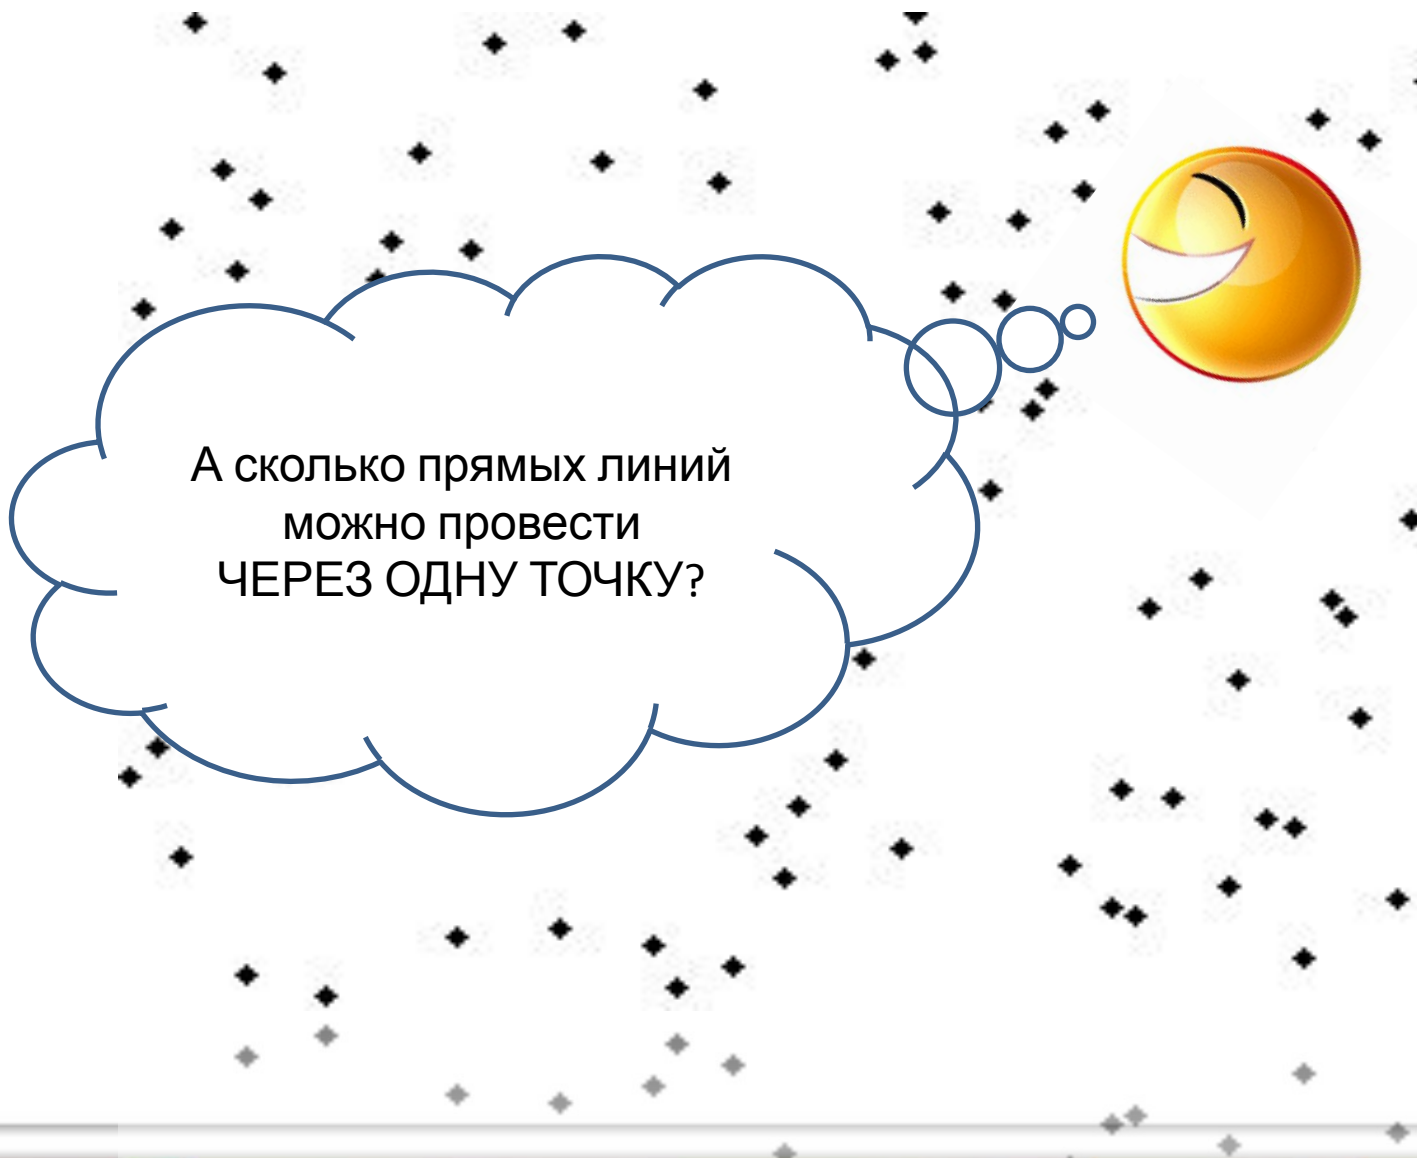 А сколько прямых линий
можно провести
ЧЕРЕЗ ОДНУ ТОЧКУ?